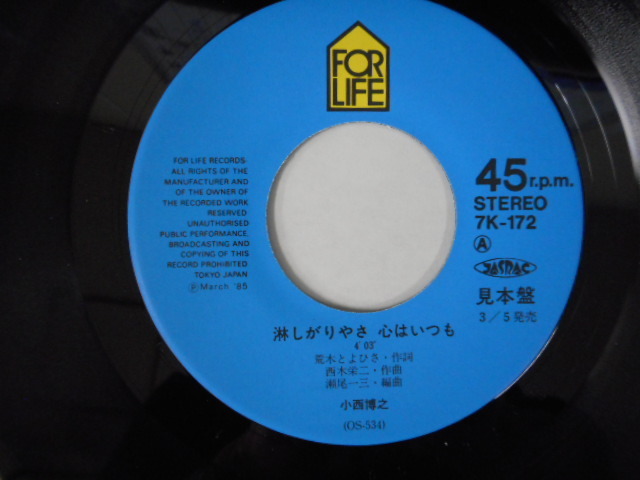 FOR
LIFE
FOR LIFE RECORDS·
ALL RIGHTS OF THE
MANUFACTURER AND
OF THE OWNER OF
THE RECORDED WORK
RESERVED
UNAUTHORISED
PUBLIC PERFORMANCE,
BROADCASTING AND
COPYING OF THIS
RECORD PROHIBITED
TOKYO JAPAN
Ⓟ March '85
45 r.p.m.
STEREO
7K-172
Ⓐ
JASRAC
見本盤
3/5発売
淋しがりやさ 心はいつも
4'03"
荒木とよひさ・作詞
西木栄二・作曲
瀬尾一三・編曲
小西博之
(OS-534)